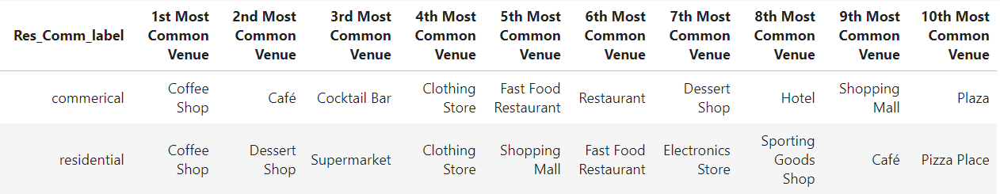 Res_Comm_label 1st Most Common Venue 2nd Most Common Venue 3rd Most Common Venue 4th Most Common Venue 5th Most Common Venue 6th Most Common Venue 7th Most Common Venue 8th Most Common Venue 9th Most Common Venue 10th Most Common Venue
commerical Coffee Shop Café Cocktail Bar Clothing Store Fast Food Restaurant Restaurant Dessert Shop Hotel Shopping Mall Plaza
residential Coffee Shop Dessert Shop Supermarket Clothing Store Shopping Mall Fast Food Restaurant Electronics Store Sporting Goods Shop Café Pizza Place